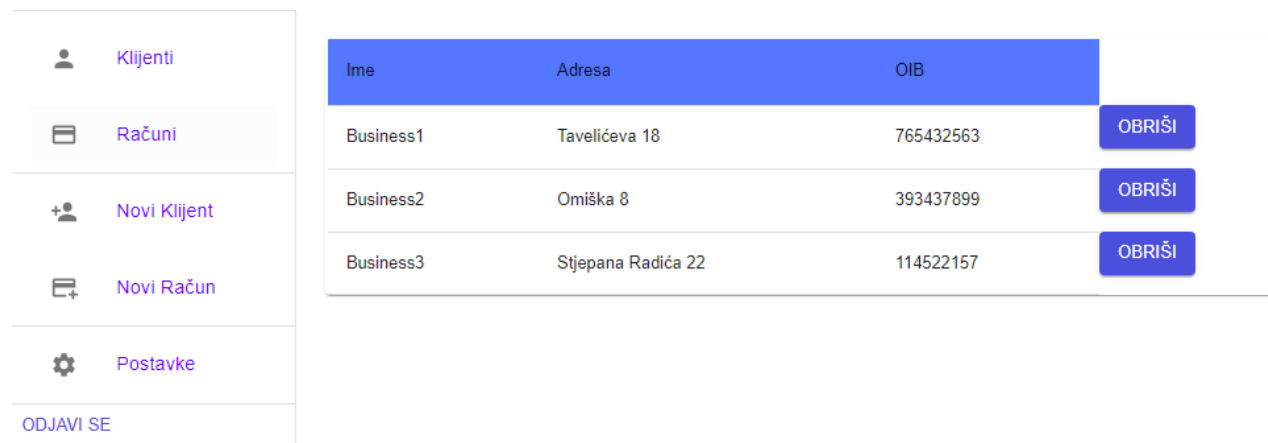 Klijenti
Računi
Novi Klijent
Novi Račun
Postavke
ODJAVI SE
Ime Adresa OIB
Business1 Tavelićeva 18 765432563 OBRIŠI
Business2 Omiška 8 393437899 OBRIŠI
Business3 Stjepana Radića 22 114522157 OBRIŠI